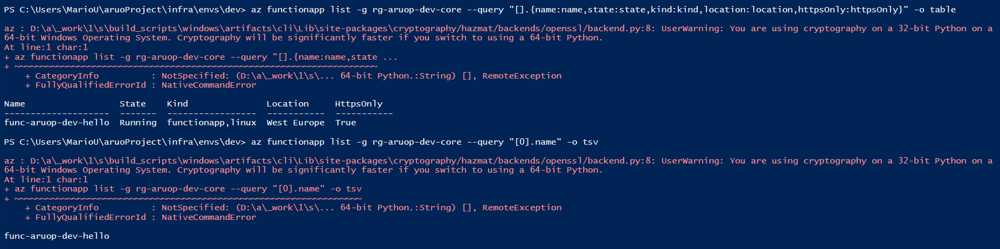 PS C:\Users\MarioU\aruoProject\infra\envs\dev> az functionapp list -g rg-aruop-dev-core --query "[].{name:name,state:state,kind:kind,location:location,httpsOnly:httpsOnly}" -o table
az : D:\a\_work\1\s\build_scripts\windows\artifacts\cli\Lib\site-packages\cryptography/hazmat/backends/openssl/backend.py:8: UserWarning: You are using cryptography on a 32-bit Python on a
64-bit Windows Operating System. Cryptography will be significantly faster if you switch to using a 64-bit Python.
At line:1 char:1
+ az functionapp list -g rg-aruop-dev-core --query "[].{name:name,state ...
+ ~~~~~~~~~~~~~~~~~~~~~~~~~~~~~~~~~~~~~~~~~~~~~~~~~~~~~~~~~~~~~~~~~~~~~
    + CategoryInfo          : NotSpecified: (D:\a\_work\1\s\... 64-bit Python.:String) [], RemoteException
    + FullyQualifiedErrorId : NativeCommandError
Name                  State    Kind               Location     HttpsOnly
--------------------  -------  -----------------  -----------  -----------
func-aruop-dev-hello  Running  functionapp,linux  West Europe  True
PS C:\Users\MarioU\aruoProject\infra\envs\dev> az functionapp list -g rg-aruop-dev-core --query "[0].name" -o tsv
az : D:\a\_work\1\s\build_scripts\windows\artifacts\cli\Lib\site-packages\cryptography/hazmat/backends/openssl/backend.py:8: UserWarning: You are using cryptography on a 32-bit Python on a
64-bit Windows Operating System. Cryptography will be significantly faster if you switch to using a 64-bit Python.
At line:1 char:1
+ az functionapp list -g rg-aruop-dev-core --query "[0].name" -o tsv
+ ~~~~~~~~~~~~~~~~~~~~~~~~~~~~~~~~~~~~~~~~~~~~~~~~~~~~~~~~~~~~~~~~~~
    + CategoryInfo          : NotSpecified: (D:\a\_work\1\s\... 64-bit Python.:String) [], RemoteException
    + FullyQualifiedErrorId : NativeCommandError
func-aruop-dev-hello